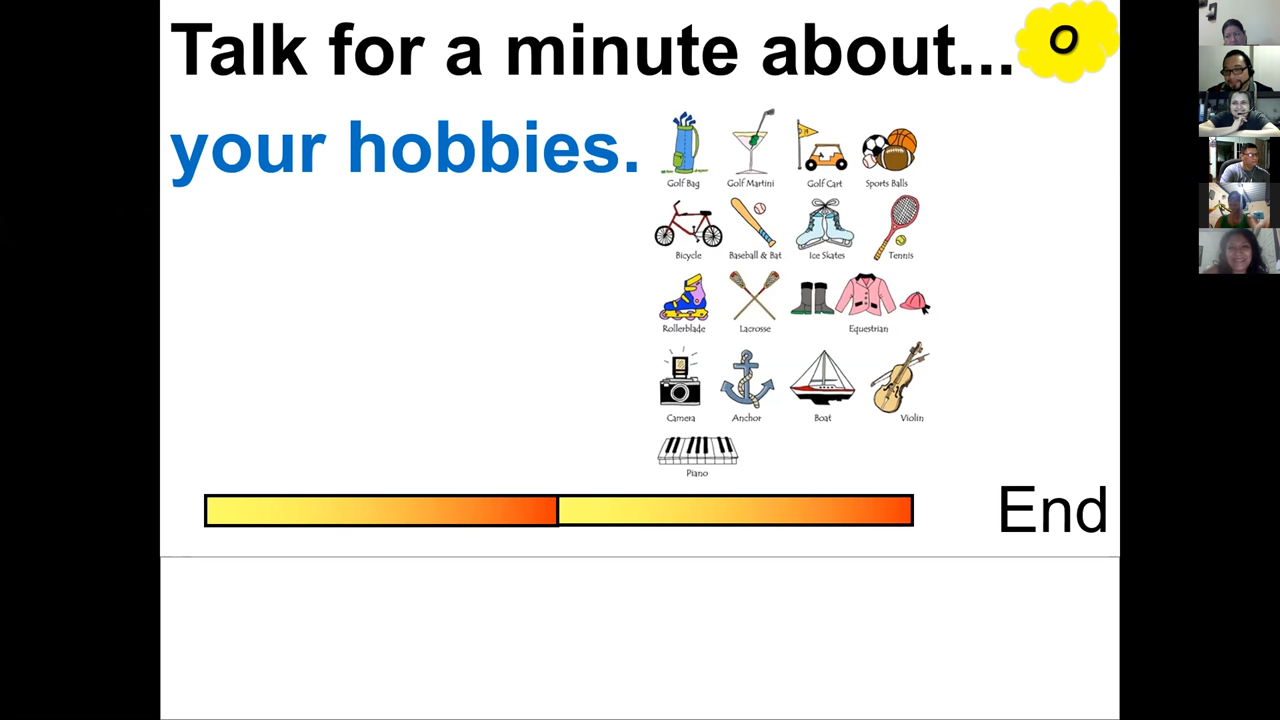 Talk for a minute about...
O
your hobbies.
Golf Bag
Golf Martini
Golf Cart
Sports Balls
Bicycle
Baseball & Bat
Ice Skates
Tennis
Rollerblade
Lacrosse
Equestrian
Camera
Anchor
Boat
Violin
Piano
End